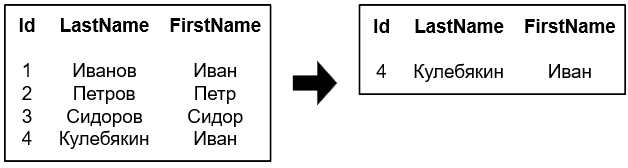 Id LastName FirstName
1 Иванов Иван
2 Петров Петр
3 Сидоров Сидор
4 Кулебякин Иван
Id LastName FirstName
4 Кулебякин Иван